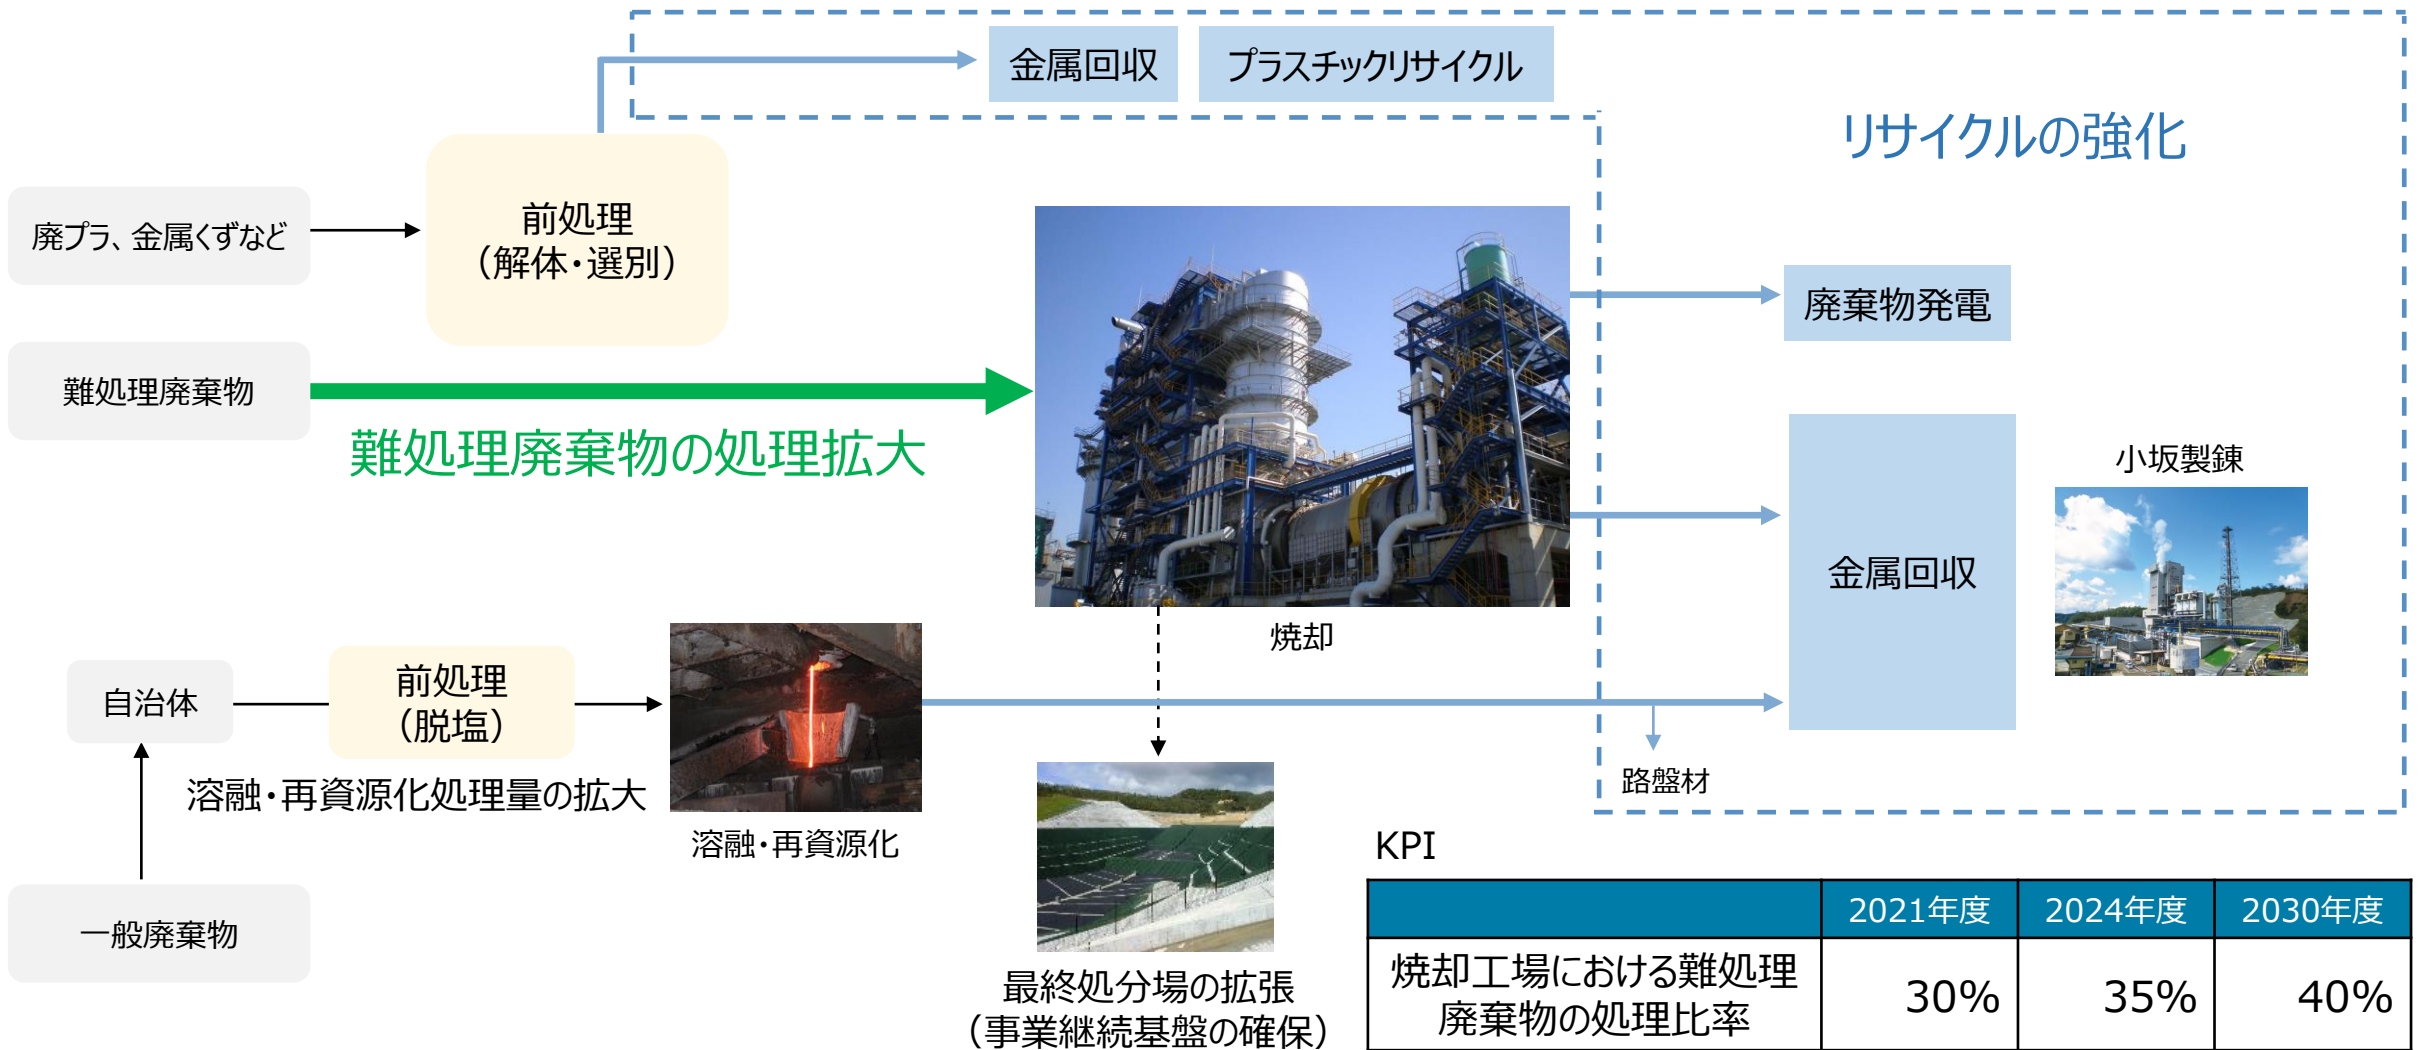 金属回収
プラスチックリサイクル
リサイクルの強化
廃プラ、金属くずなど
前処理
（解体・選別）
廃棄物発電
難処理廃棄物
難処理廃棄物の処理拡大
小坂製錬
金属回収
焼却
自治体
前処理
（脱塩）
溶融・再資源化処理量の拡大
路盤材
溶融・再資源化
一般廃棄物
最終処分場の拡張
（事業継続基盤の確保）
KPI
2021年度 2024年度 2030年度
焼却工場における難処理
廃棄物の処理比率
30% 35% 40%